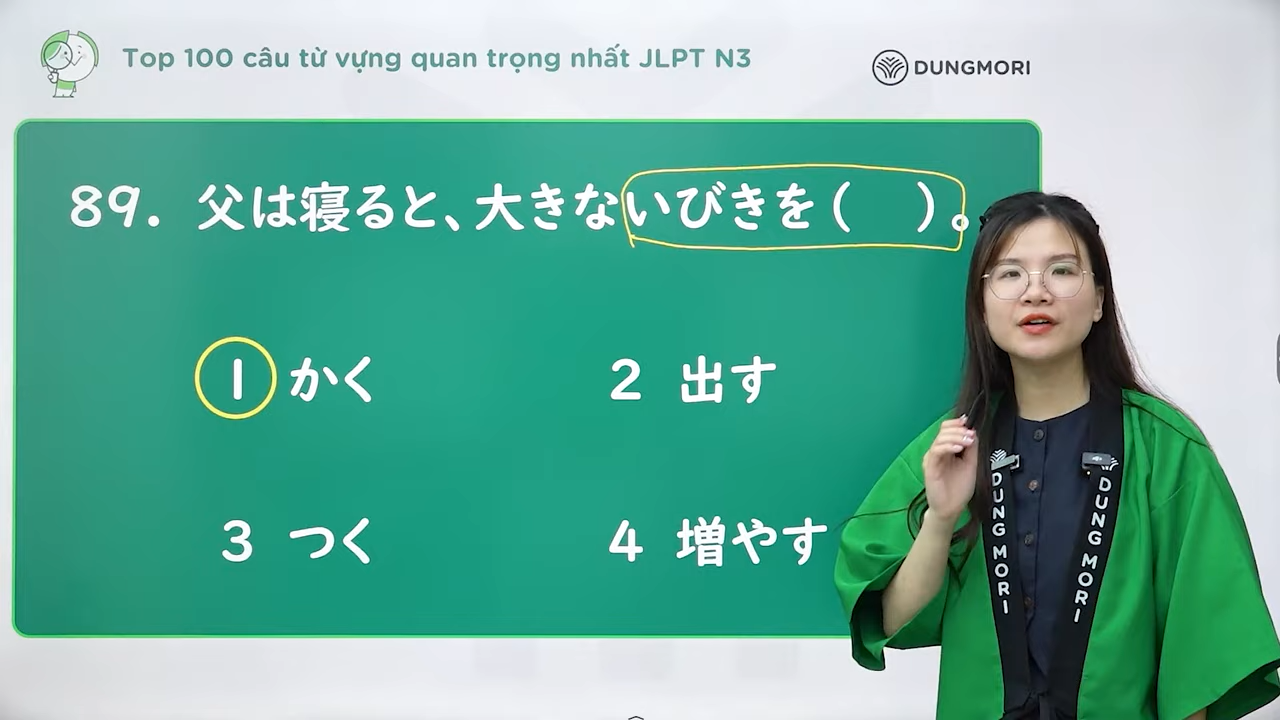 Top 100 câu từ vựng quan trọng nhất JLPT N3
DUNGMORI
89. 父は寝ると、大きないびきを（　）。
1 かく
2 出す
3 つく
4 増やす
DUNG MORI
DUNG MORI